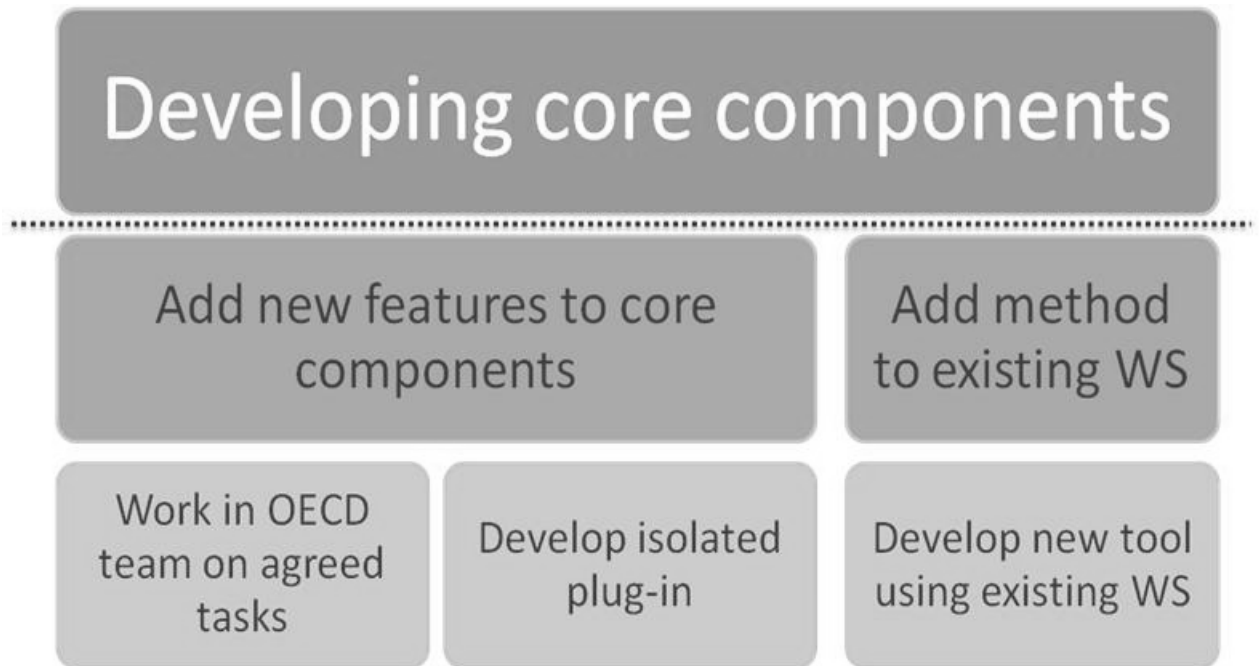 Developing core components
Add new features to core
components
Add method
to existing WS
Work in OECD
team on agreed
tasks
Develop isolated
plug-in
Develop new tool
using existing WS